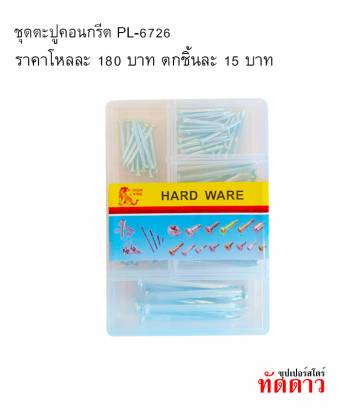 ชุดตะปูคอนกรีต PL-6726
ราคาโหลละ 180 บาท ตกชิ้นละ 15 บาท
HARD WARE
ซุปเปอร์สโตร์
ทัดดาว